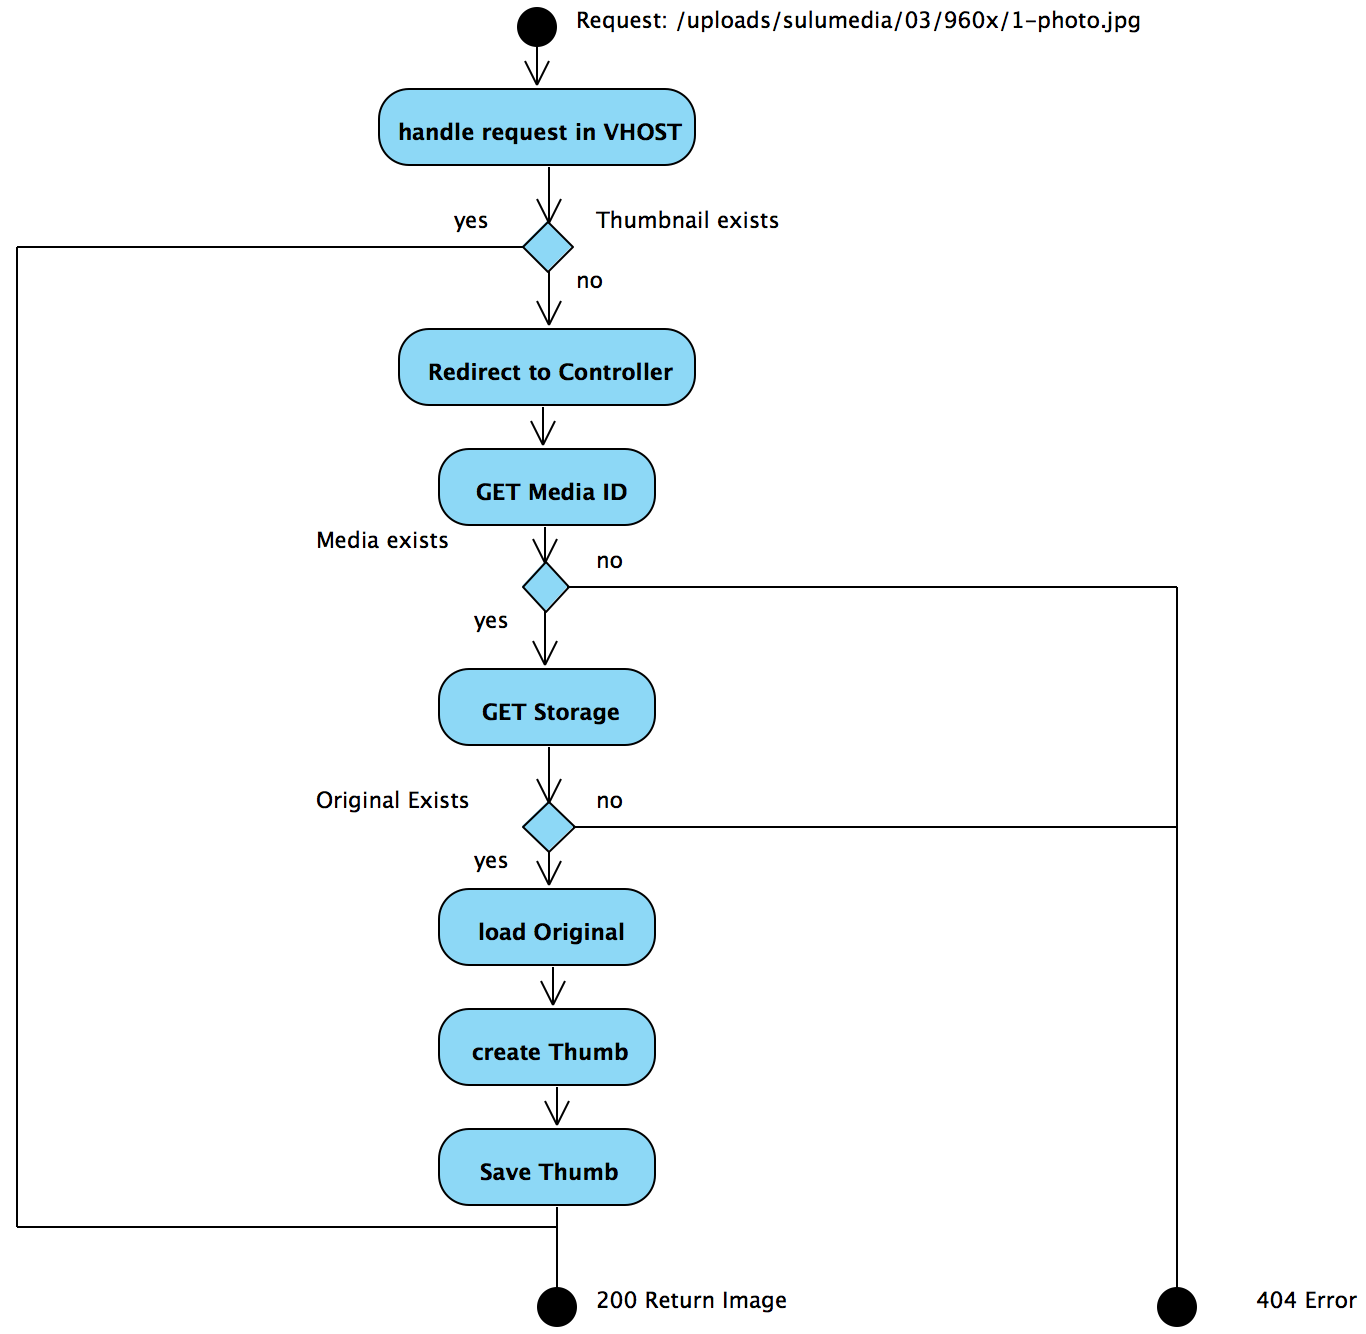 Request: /uploads/sulumedia/03/960x/1-photo.jpg
handle request in VHOST
yes
Thumbnail exists
no
Redirect to Controller
GET Media ID
Media exists
no
yes
GET Storage
Original Exists
no
yes
load Original
create Thumb
Save Thumb
200 Return Image
404 Error